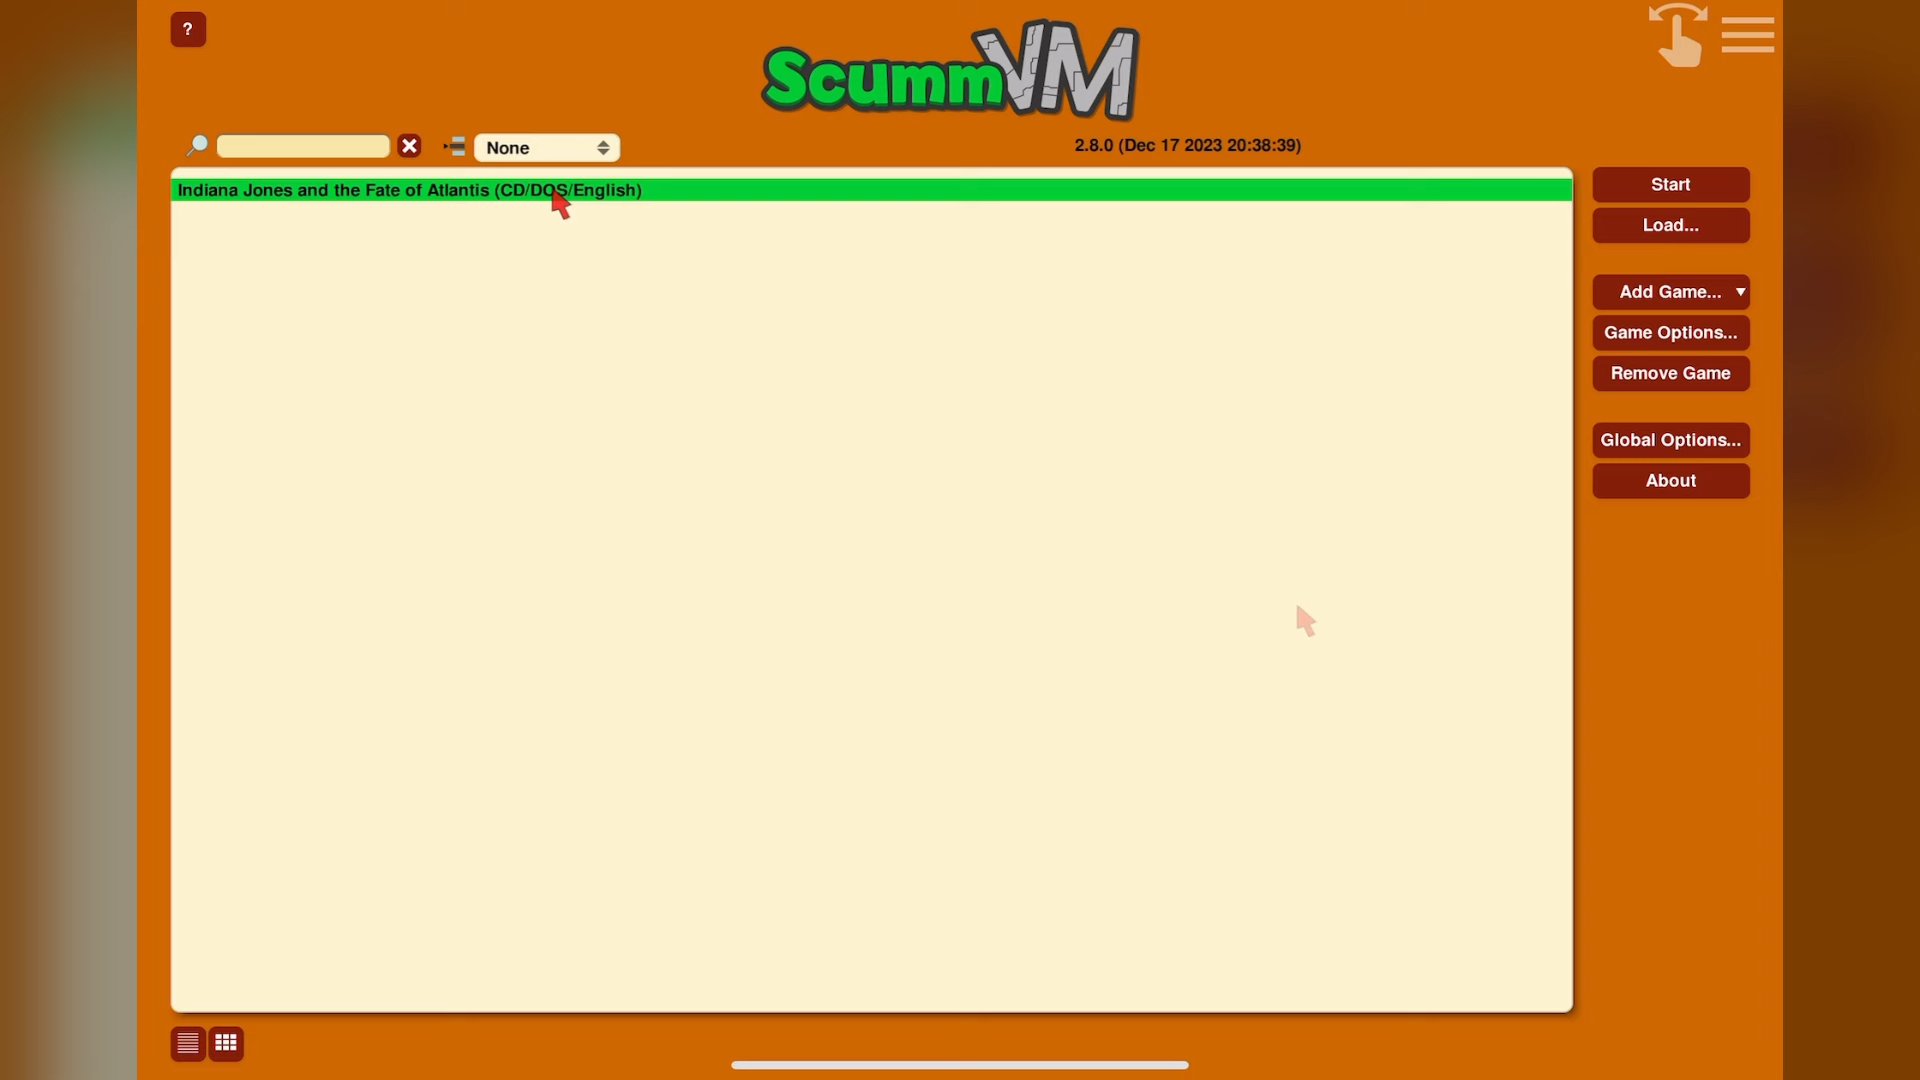 ?
ScummVM
None
2.8.0 (Dec 17 2023 20:38:39)
Indiana Jones and the Fate of Atlantis (CD/DOS/English)
Start
Load...
Add Game...
Game Options...
Remove Game
Global Options...
About